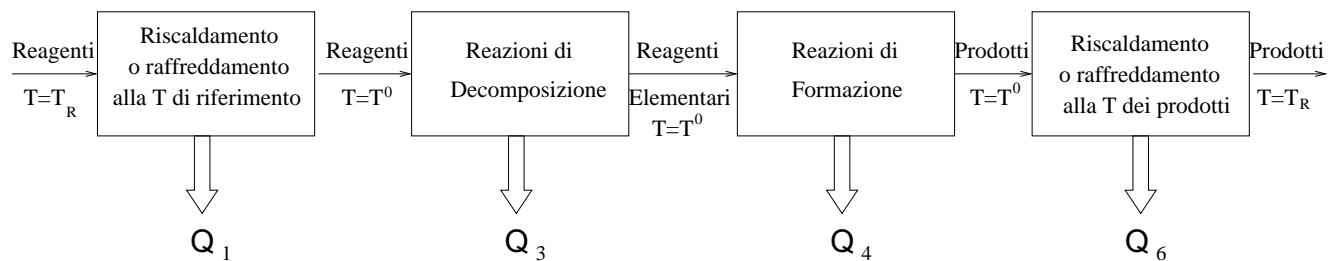 Reagenti
T=T_R
Riscaldamento
o raffreddamento
alla T di riferimento
Q_1
Reagenti
T=T^0
Reazioni di
Decomposizione
Q_3
Reagenti
Elementari
T=T^0
Reazioni di
Formazione
Q_4
Prodotti
T=T^0
Riscaldamento
o raffreddamento
alla T dei prodotti
Q_6
Prodotti
T=T_R